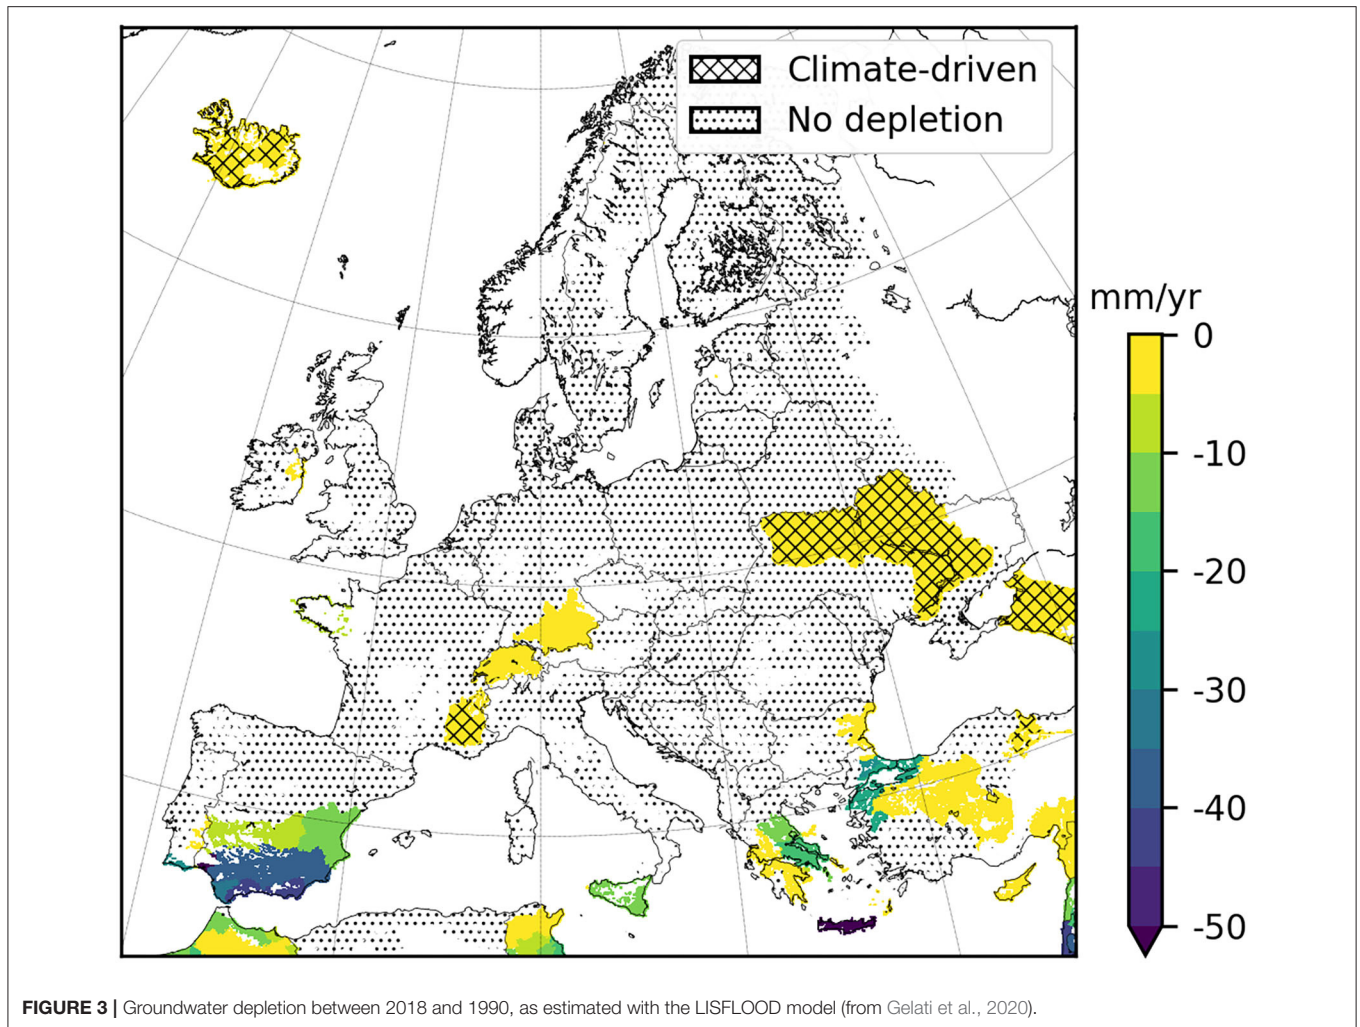 Climate-driven
No depletion
mm/yr
0
-10
-20
-30
-40
-50
FIGURE 3 | Groundwater depletion between 2018 and 1990, as estimated with the LISFLOOD model (from Gelati et al., 2020).